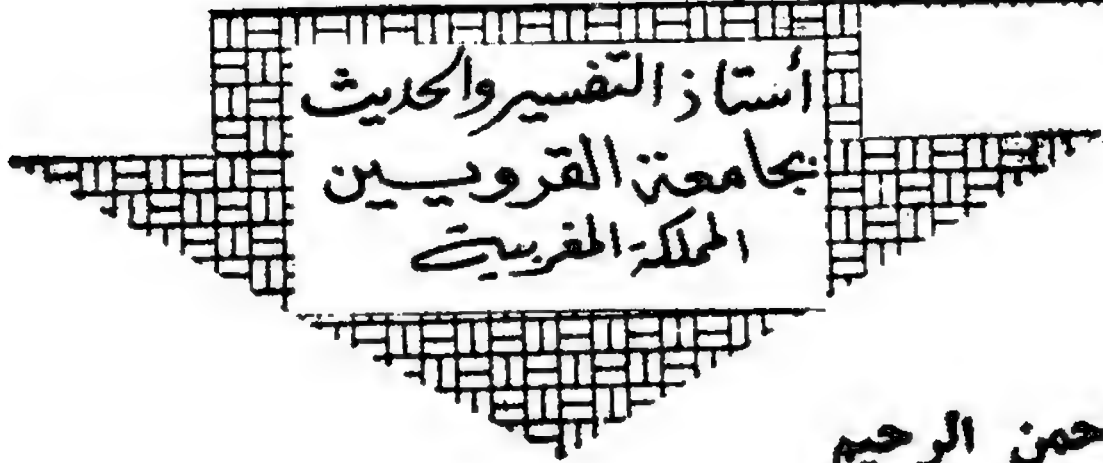 أستاذ التفسير والحديث
بجامعة القرويين
المملكة المغربية
حمن الرحيم